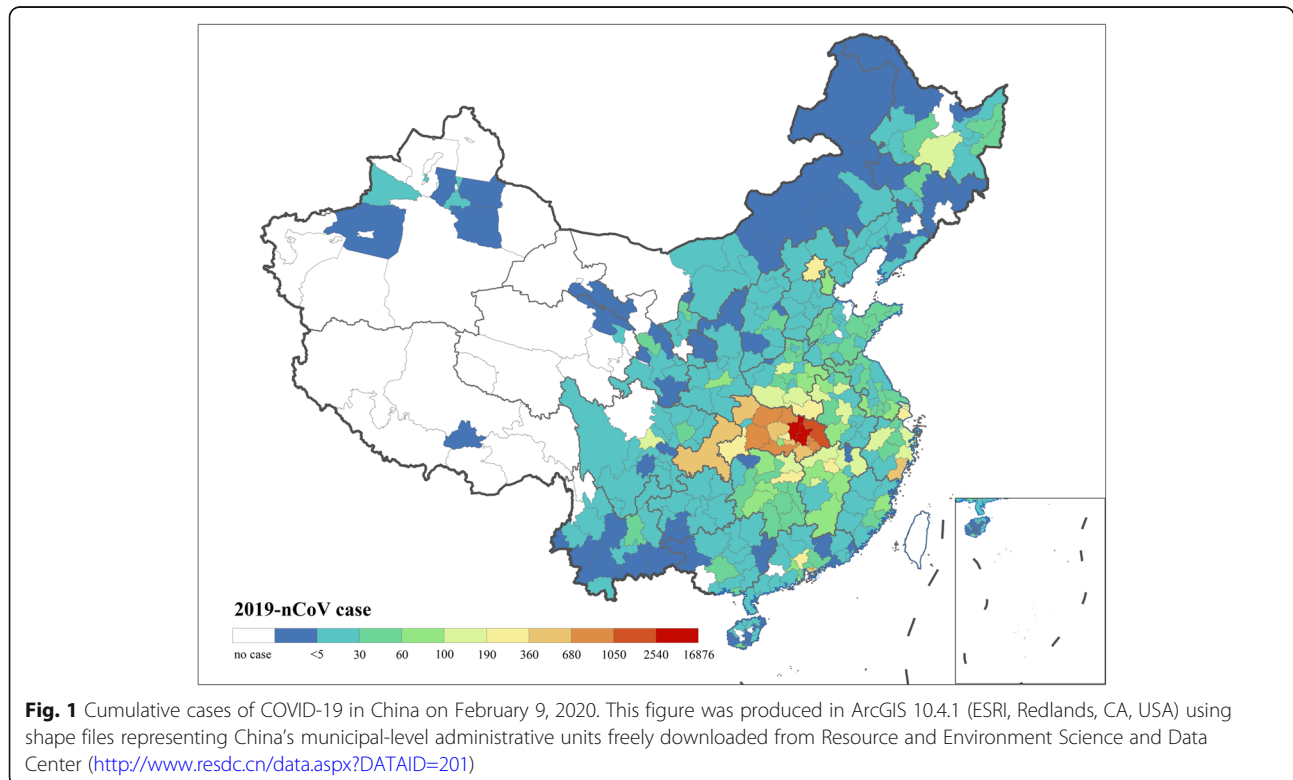 2019-nCoV case
no case <5 30 60 100 190 360 680 1050 2540 16876
Fig. 1 Cumulative cases of COVID-19 in China on February 9, 2020. This figure was produced in ArcGIS 10.4.1 (ESRI, Redlands, CA, USA) using
shape files representing China's municipal-level administrative units freely downloaded from Resource and Environment Science and Data
Center (http://www.resdc.cn/data.aspx?DATAID=201)